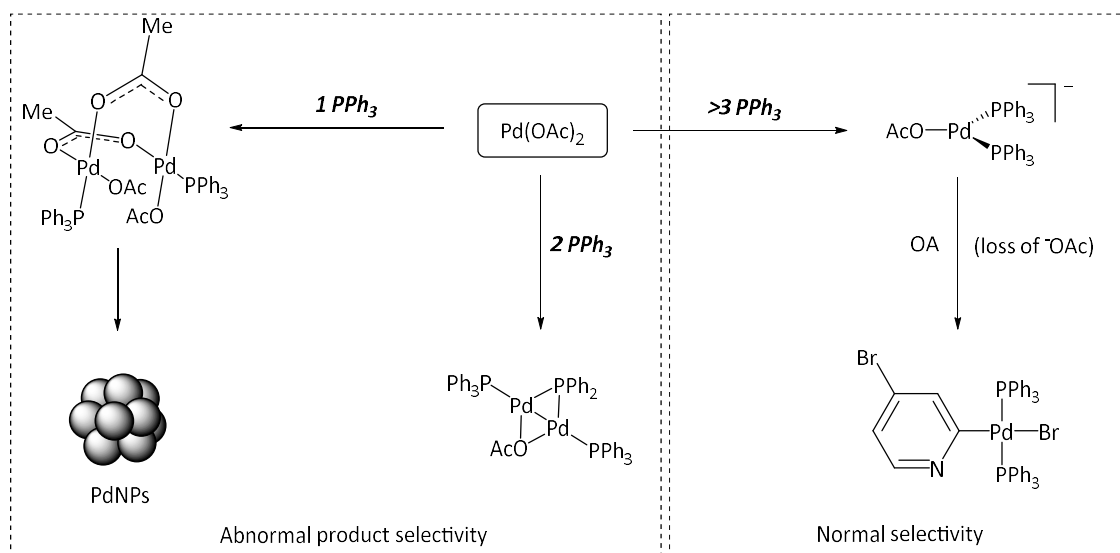 Me
O
O
Me
O
O
Pd
Pd
OAc
PPh3
Ph3P
AcO
1 PPh3
Pd(OAc)2
>3 PPh3
AcO
Pd
PPh3
PPh3
−
2 PPh3
OA
(loss of ⁻OAc)
Ph3P
PPh2
Pd
Pd
AcO
PPh3
Br
N
PPh3
Pd
Br
PPh3
PdNPs
Abnormal product selectivity
Normal selectivity